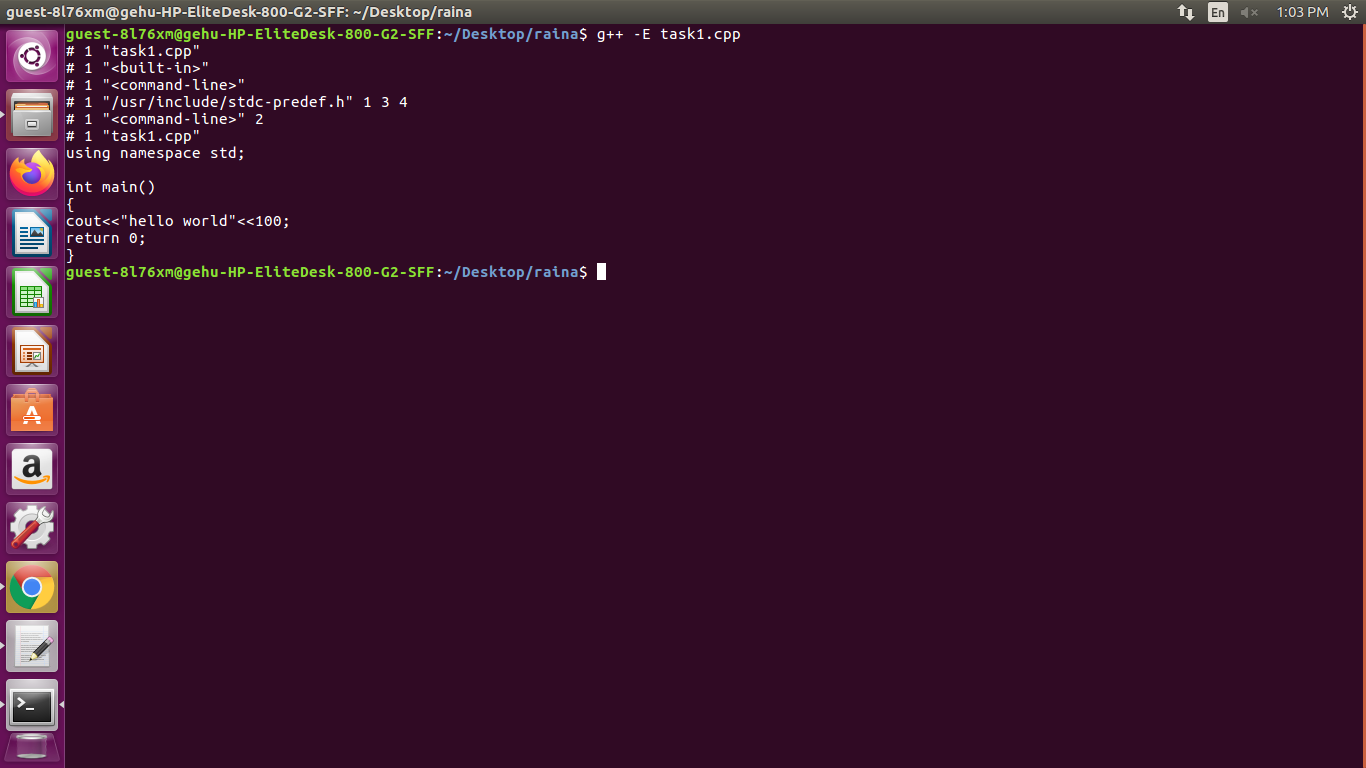 guest-8l76xm@gehu-HP-EliteDesk-800-G2-SFF: ~/Desktop/raina
En
1:03 PM
guest-8l76xm@gehu-HP-EliteDesk-800-G2-SFF:~/Desktop/raina$ g++ -E task1.cpp
# 1 "task1.cpp"
# 1 "<built-in>"
# 1 "<command-line>"
# 1 "/usr/include/stdc-predef.h" 1 3 4
# 1 "<command-line>" 2
# 1 "task1.cpp"
using namespace std;
int main()
{
cout<<"hello world"<<100;
return 0;
}
guest-8l76xm@gehu-HP-EliteDesk-800-G2-SFF:~/Desktop/raina$